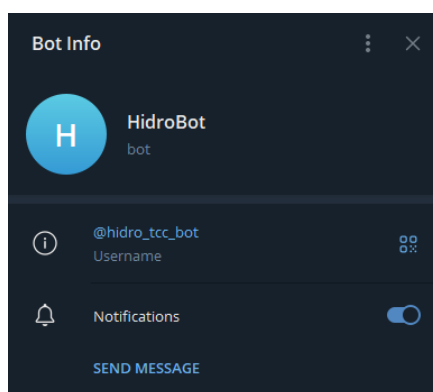 Bot Info
H
HidroBot
bot
@hidro_tcc_bot
Username
Notifications
SEND MESSAGE